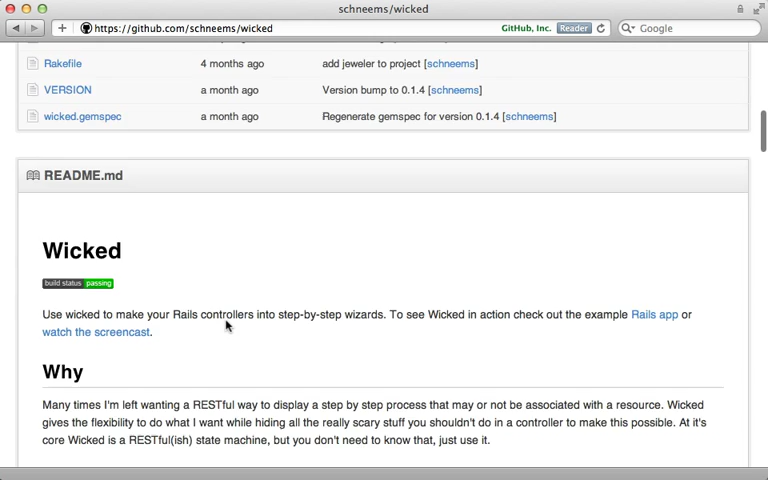 schneems/wicked
https://github.com/schneems/wicked
GitHub, Inc.
Reader
Google
Rakefile 4 months ago add jeweler to project [schneems]
VERSION a month ago Version bump to 0.1.4 [schneems]
wicked.gemspec a month ago Regenerate gemspec for version 0.1.4 [schneems]
README.md
Wicked
build status passing
Use wicked to make your Rails controllers into step-by-step wizards. To see Wicked in action check out the example Rails app or
watch the screencast.
Why
Many times I'm left wanting a RESTful way to display a step by step process that may or not be associated with a resource. Wicked
gives the flexibility to do what I want while hiding all the really scary stuff you shouldn't do in a controller to make this possible. At it's
core Wicked is a RESTful(ish) state machine, but you don't need to know that, just use it.